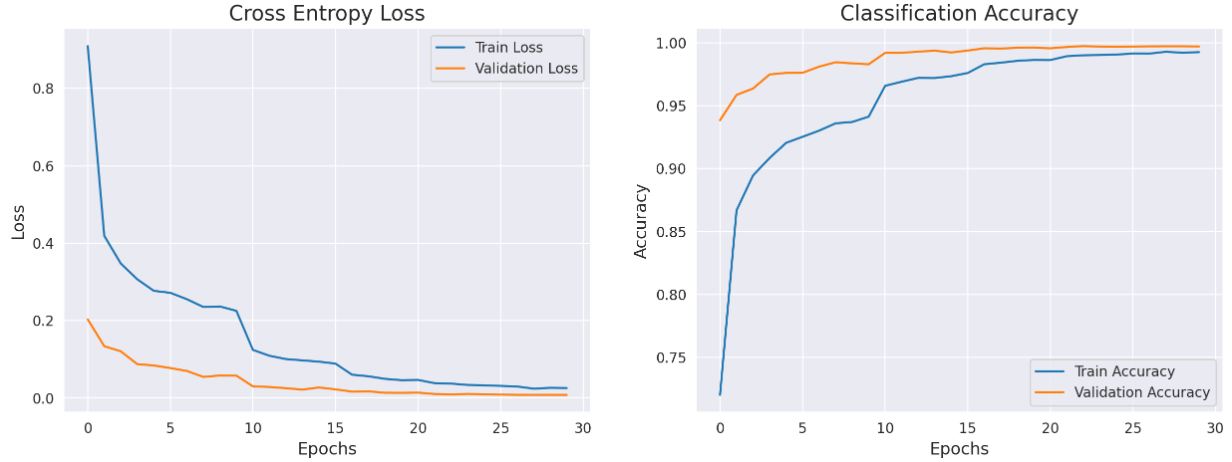 Cross Entropy Loss
Train Loss
Validation Loss
0.8
0.6
0.4
0.2
0.0
Loss
0 5 10 15 20 25 30
Epochs
Classification Accuracy
1.00
0.95
0.90
0.85
0.80
0.75
Accuracy
Train Accuracy
Validation Accuracy
0 5 10 15 20 25 30
Epochs